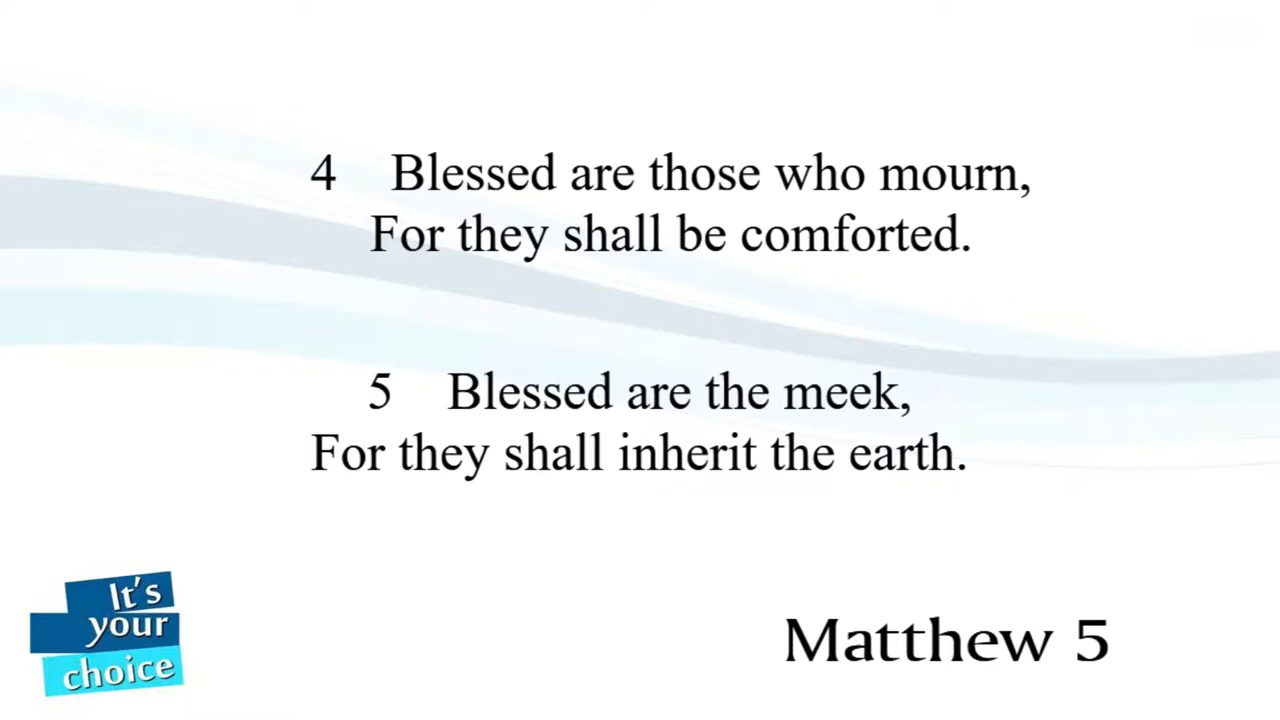 4 Blessed are those who mourn,
For they shall be comforted.
5 Blessed are the meek,
For they shall inherit the earth.
It's
your
choice
Matthew 5